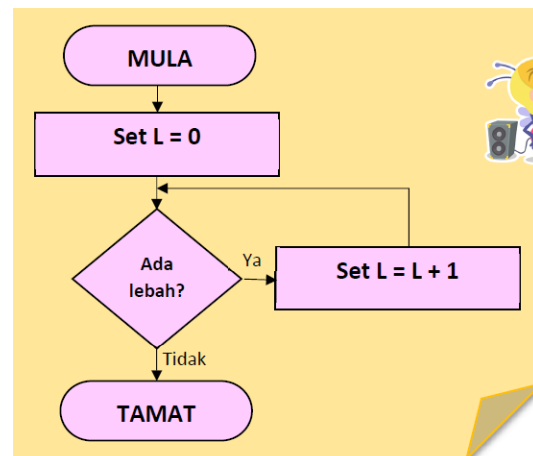 MULA
Set L = 0
Ada
lebah?
Ya
Set L = L + 1
Tidak
TAMAT